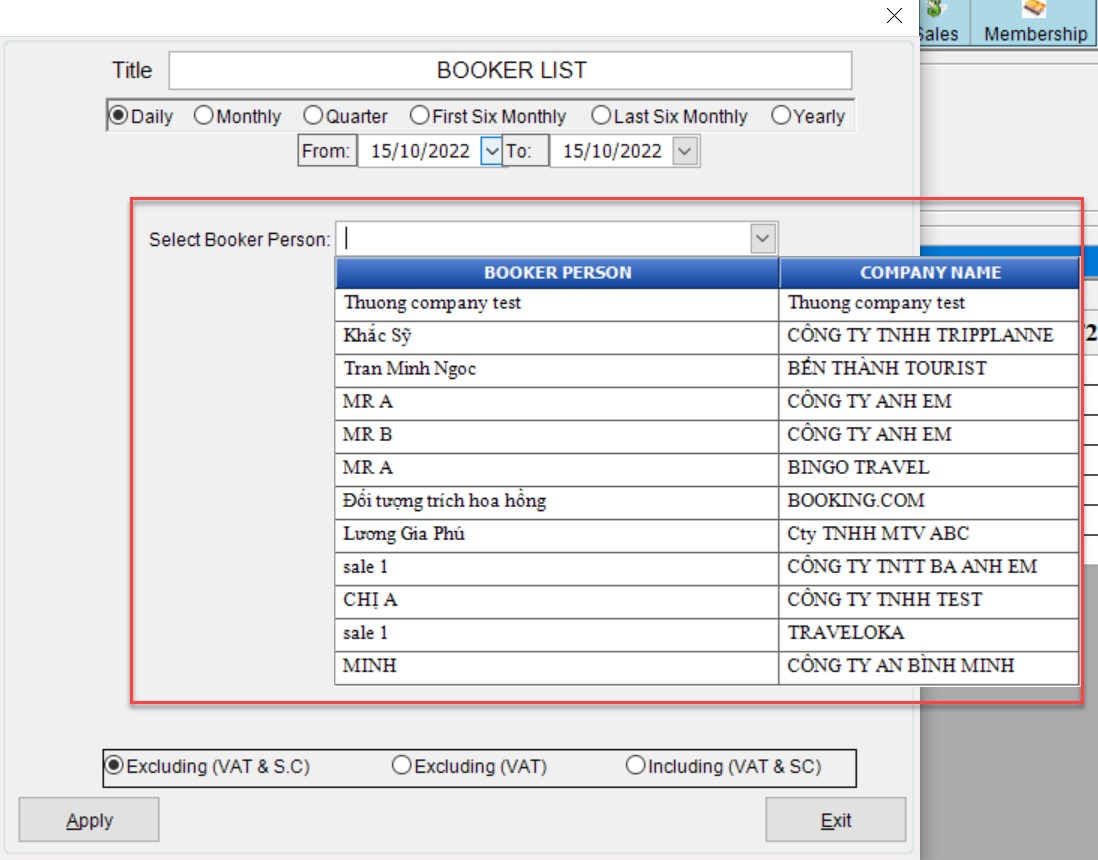 Sales Membership
Title BOOKER LIST
Daily Monthly Quarter First Six Monthly Last Six Monthly Yearly
From: 15/10/2022 To: 15/10/2022
Select Booker Person:
BOOKER PERSON COMPANY NAME
Thuong company test Thuong company test
Khắc Sỹ CÔNG TY TNHH TRIPPLANNE
Tran Minh Ngoc BẾN THÀNH TOURIST
MR A CÔNG TY ANH EM
MR B CÔNG TY ANH EM
MR A BINGO TRAVEL
Đối tượng trích hoa hồng BOOKING.COM
Lương Gia Phú Cty TNHH MTV ABC
sale 1 CÔNG TY TNTT BA ANH EM
CHỊ A CÔNG TY TNHH TEST
sale 1 TRAVELOKA
MINH CÔNG TY AN BÌNH MINH
Excluding (VAT & S.C) Excluding (VAT) Including (VAT & SC)
Apply Exit